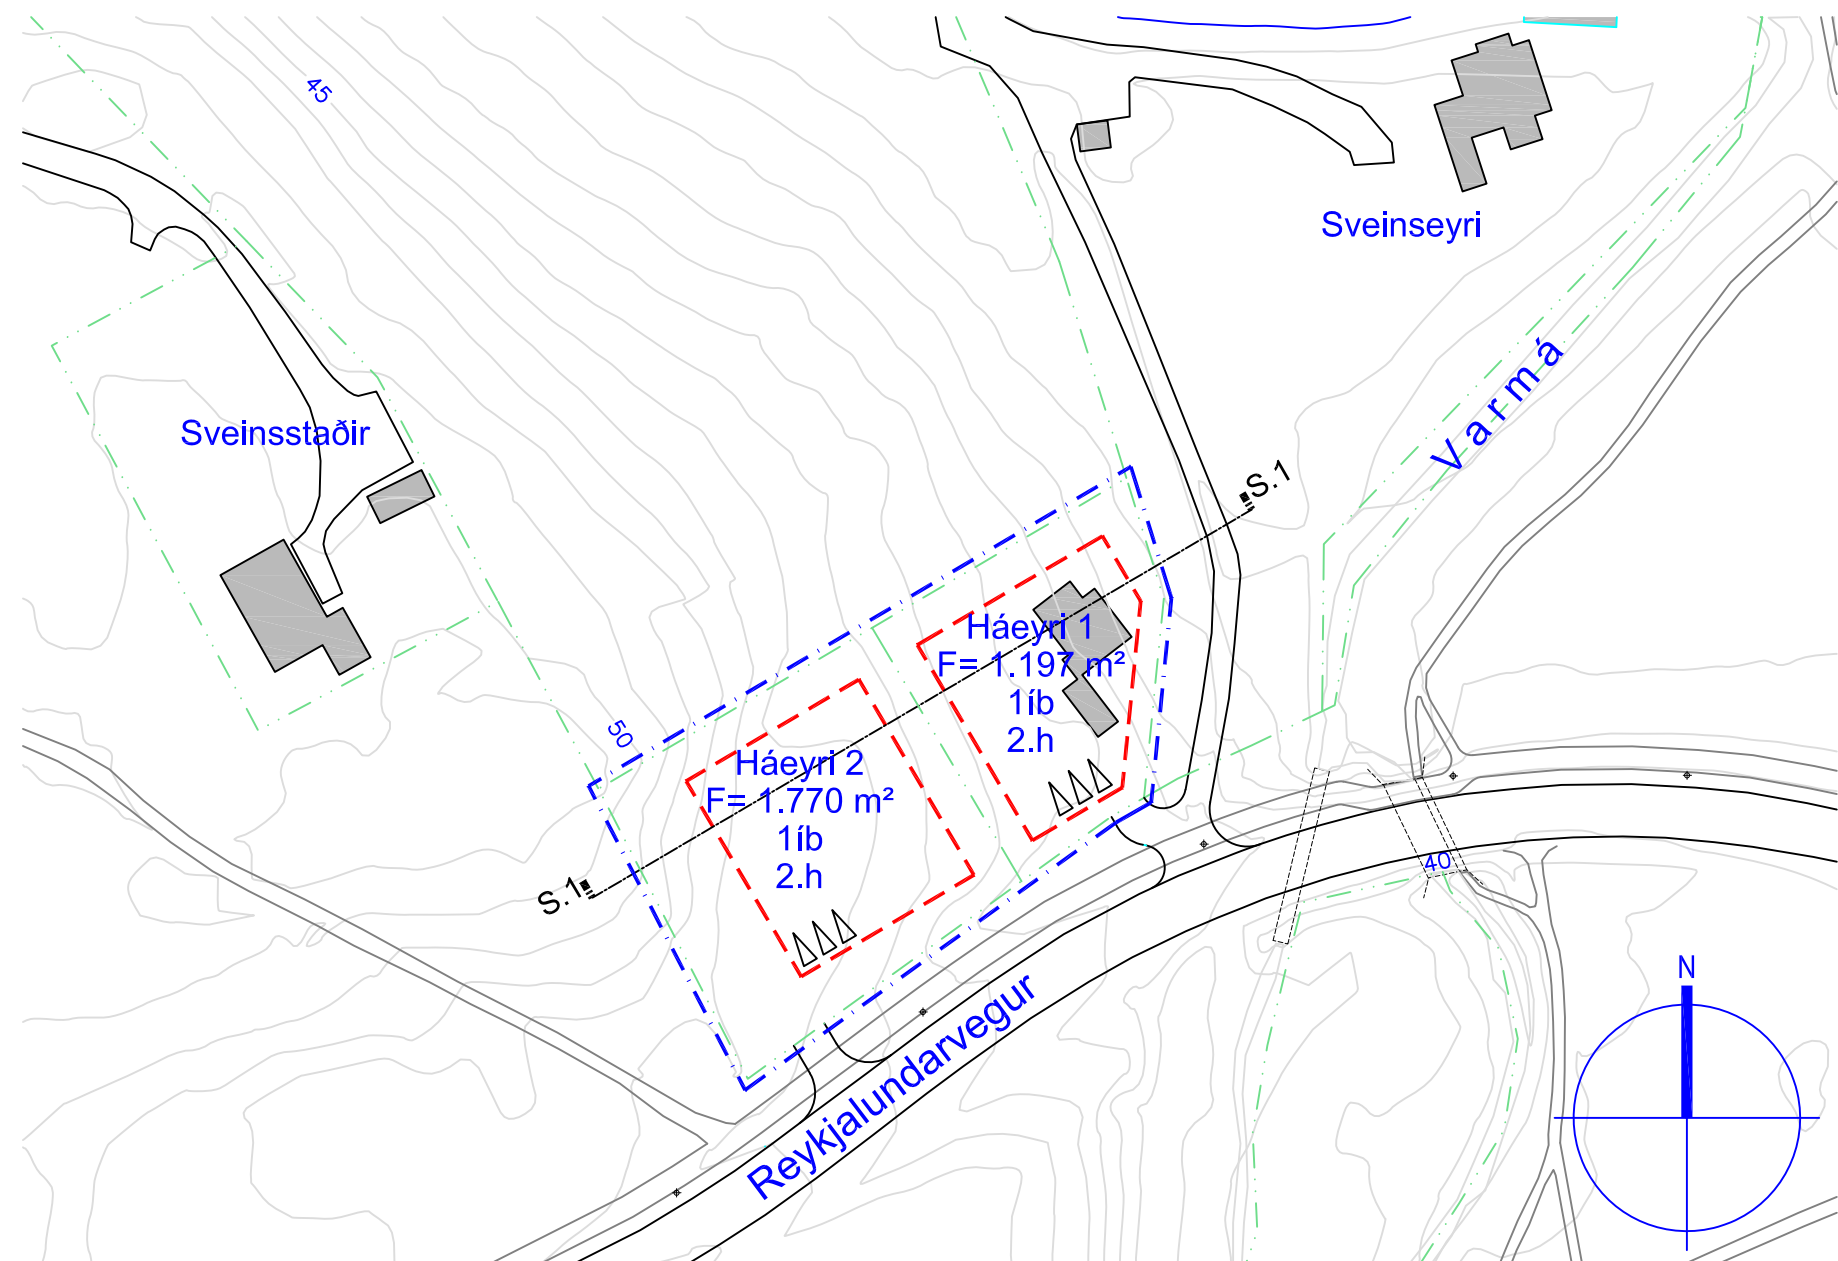 45
Sveinseyri
Varmá
Sveinsstaðir
S.1
Háeyri 1
F= 1.197 m²
1íb
2.h
50
Háeyri 2
F= 1.770 m²
1íb
2.h
S.1
40
N
Reykjalundarvegur